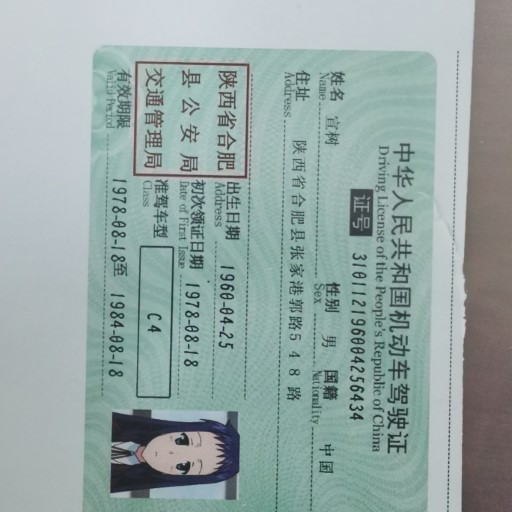 中华人民共和国机动车驾驶证
Driving License of the People's Republic of China
证号 310112196004256434
姓名 宣树 性别 男 国籍 中国
Name Sex Nationality
住址 陕西省合肥县张家港郭路548路
Address
陕西省合肥
县公安局
交通管理局
出生日期 1960-04-25
Address
初次领证日期 1978-08-18
Date of First Issue
准驾车型 C4
Class
有效期限 1978-08-18至 1984-08-18
Valid Period